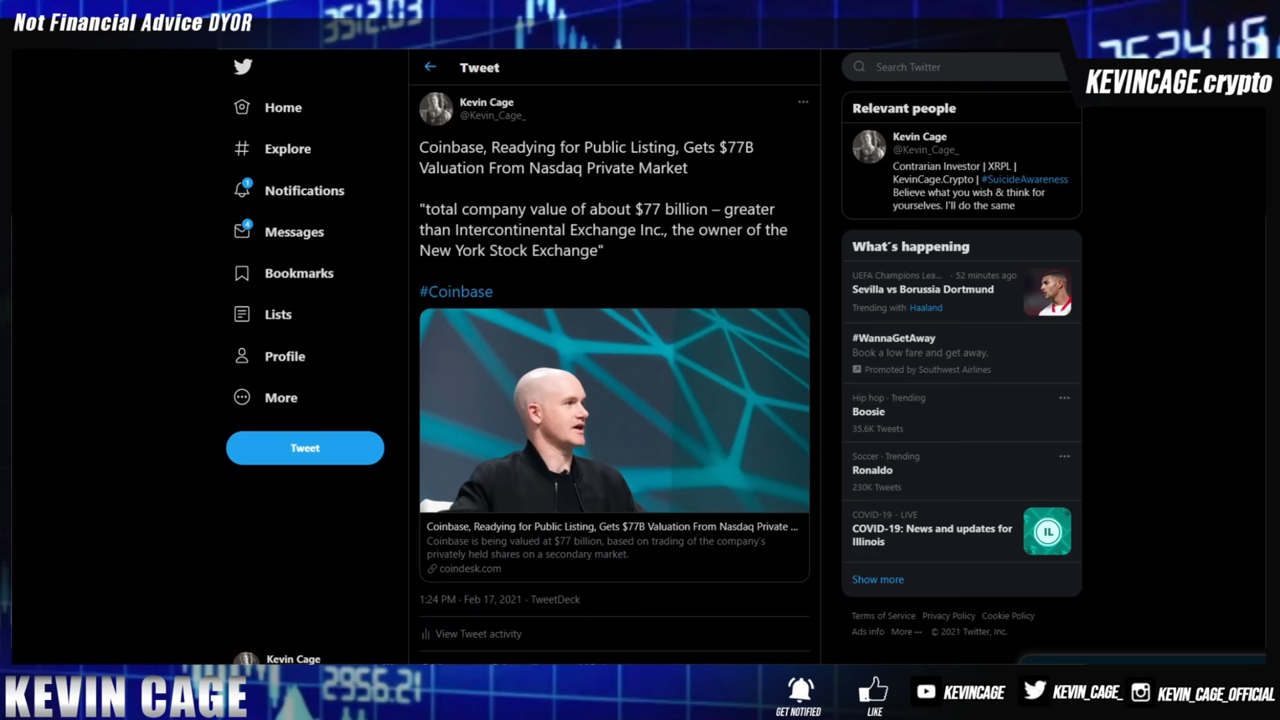 Not Financial Advice DYOR
3512.03
352416
KEVINCAGE.crypto
Home
Explore
1
Notifications
4
Messages
Bookmarks
Lists
Profile
More
Tweet
Kevin Cage
Tweet
Kevin Cage
@Kevin_Cage_
Coinbase, Readying for Public Listing, Gets $77B
Valuation From Nasdaq Private Market
"total company value of about $77 billion – greater
than Intercontinental Exchange Inc., the owner of the
New York Stock Exchange"
#Coinbase
Coinbase, Readying for Public Listing, Gets $77B Valuation From Nasdaq Private ...
Coinbase is being valued at $77 billion, based on trading of the company's
privately held shares on a secondary market.
coindesk.com
1:24 PM · Feb 17, 2021 · TweetDeck
View Tweet activity
Search Twitter
Relevant people
Kevin Cage
@Kevin_Cage_
Contrarian Investor | XRPL |
KevinCage.Crypto | #SuicideAwareness
Believe what you wish & think for
yourselves. I'll do the same
What's happening
UEFA Champions Lea... · 52 minutes ago
Sevilla vs Borussia Dortmund
Trending with Haaland
#WannaGetAway
Book a low fare and get away.
Promoted by Southwest Airlines
Hip hop · Trending
Boosie
35.6K Tweets
Soccer · Trending
Ronaldo
230K Tweets
COVID-19 · LIVE
COVID-19: News and updates for
Illinois
IL
Show more
Terms of Service Privacy Policy Cookie Policy
Ads info More ··· © 2021 Twitter, Inc.
KEVIN CAGE
2956.21
GET NOTIFIED
LIKE
KEVINCAGE
KEVIN_CAGE_
KEVIN_CAGE_OFFICIAL